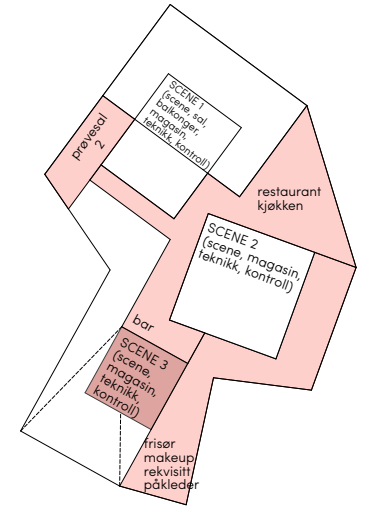 SCENE 1
(scene, sal,
balkonger,
magasin,
teknikk, kontroll)
prøvesal
2
restaurant
kjøkken
SCENE 2
(scene, magasin,
teknikk, kontroll)
bar
SCENE 3
(scene,
magasin,
teknikk,
kontroll)
frisør
makeup
rekvisitt
påkleder